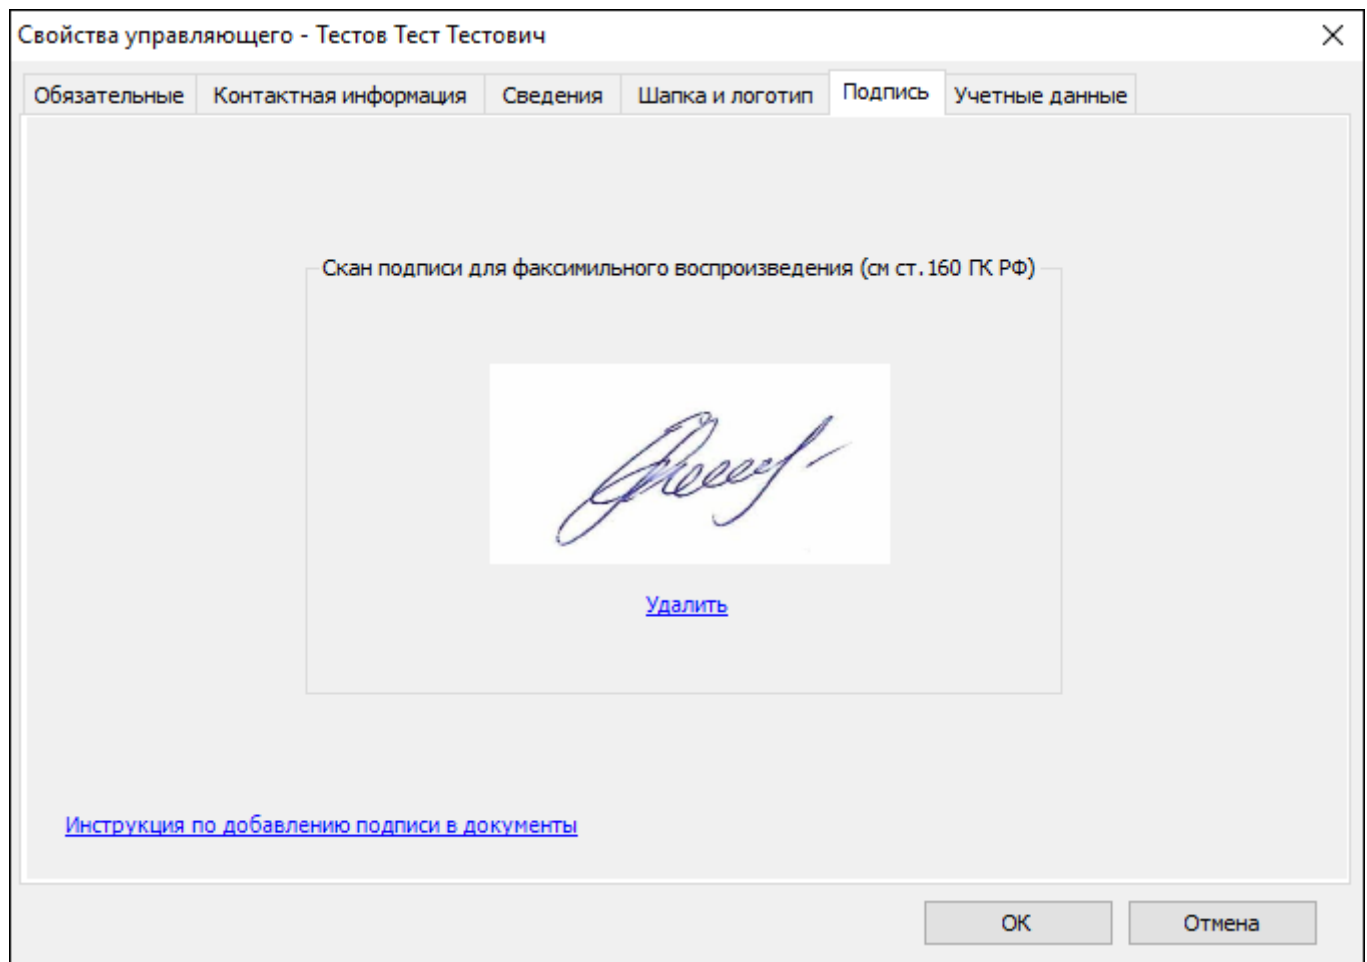 Свойства управляющего - Тестов Тест Тестович
Обязательные Контактная информация Сведения Шапка и логотип Подпись Учетные данные
Скан подписи для факсимильного воспроизведения (см ст.160 ГК РФ)
Удалить
Инструкция по добавлению подписи в документы
ОК Отмена